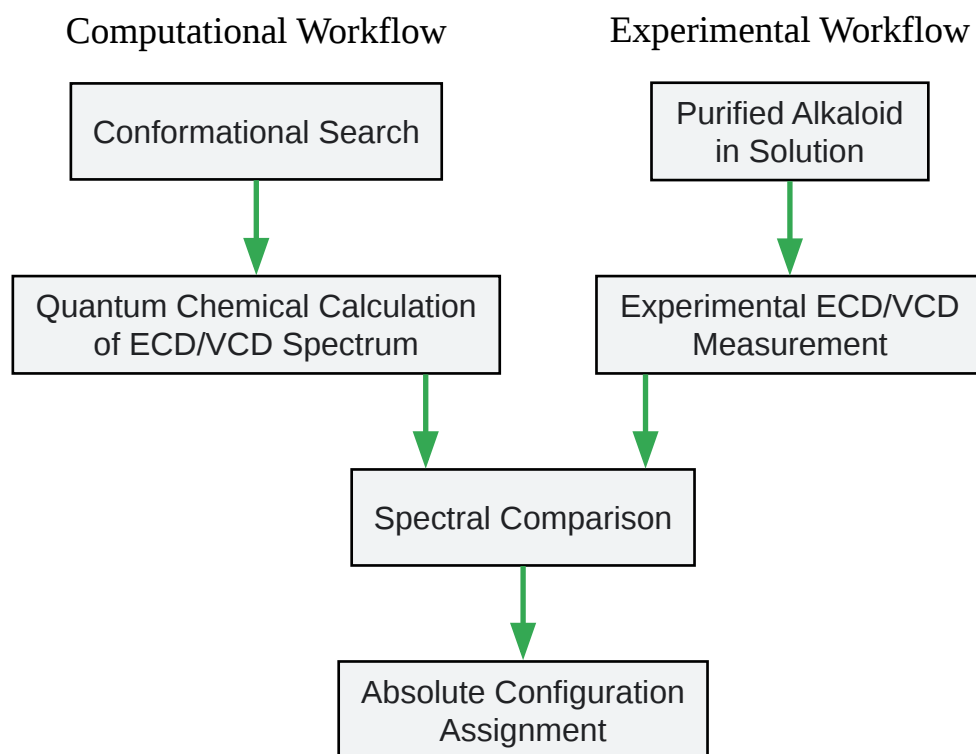 Computational Workflow
Experimental Workflow
Conformational Search
Purified Alkaloid
in Solution
Quantum Chemical Calculation
of ECD/VCD Spectrum
Experimental ECD/VCD
Measurement
Spectral Comparison
Absolute Configuration
Assignment